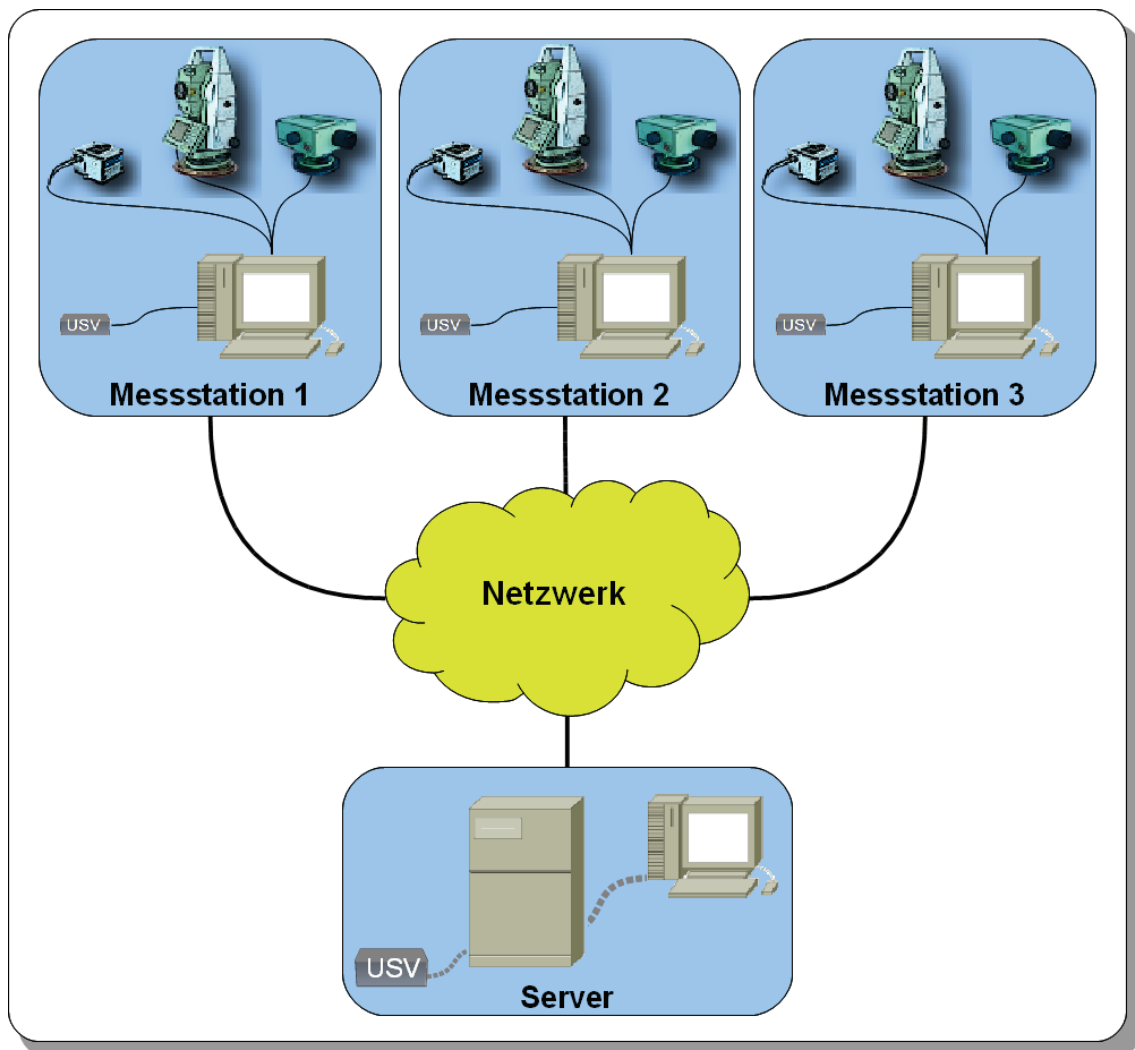 USV
Messstation 1
USV
Messstation 2
USV
Messstation 3
Netzwerk
USV
Server